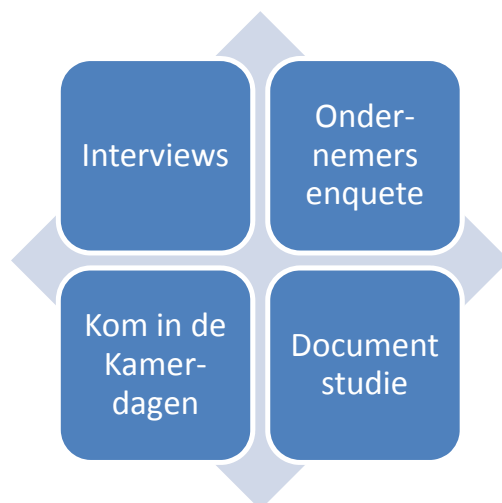 Interviews
Onder-
nemers
enquete
Kom in de
Kamer-
dagen
Document
studie